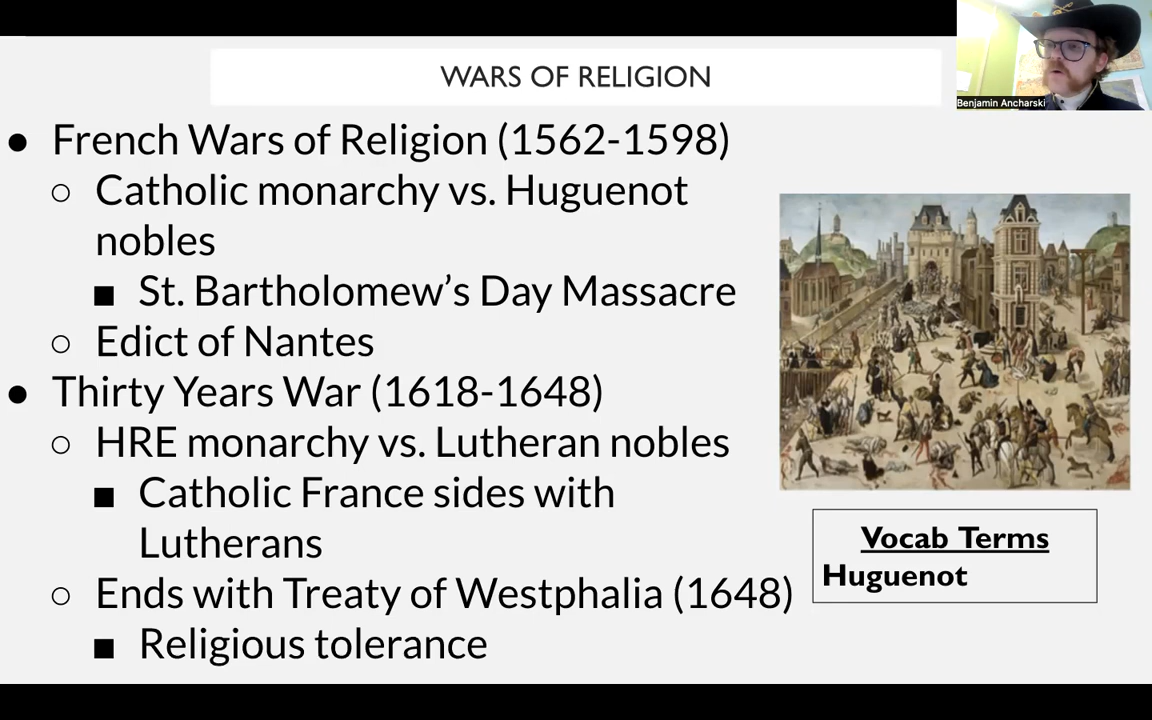 WARS OF RELIGION
Benjamin Ancharski
● French Wars of Religion (1562-1598)
○ Catholic monarchy vs. Huguenot
nobles
■ St. Bartholomew’s Day Massacre
○ Edict of Nantes
● Thirty Years War (1618-1648)
○ HRE monarchy vs. Lutheran nobles
■ Catholic France sides with
Lutherans
○ Ends with Treaty of Westphalia (1648)
■ Religious tolerance
Vocab Terms
Huguenot